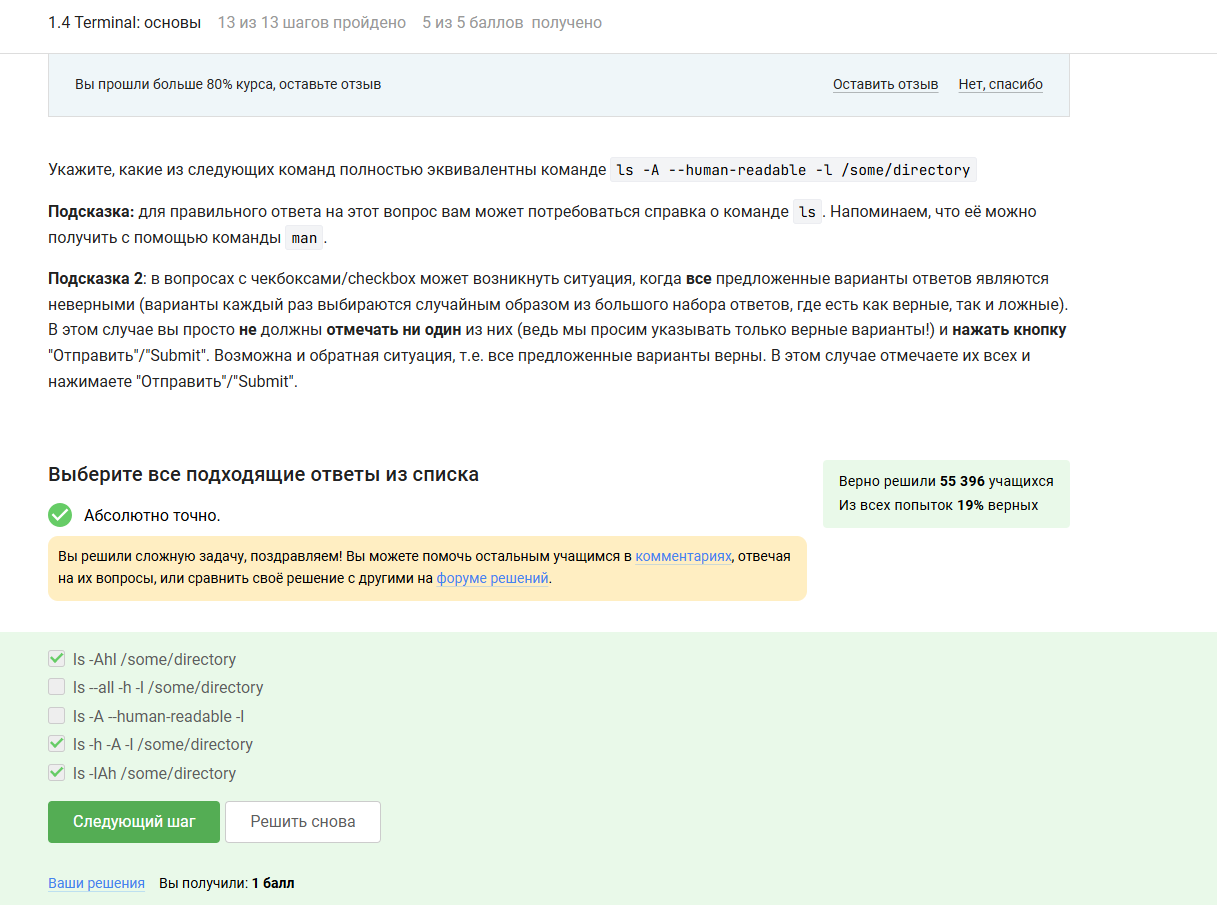 1.4 Terminal: основы 13 из 13 шагов пройдено 5 из 5 баллов получено
Вы прошли больше 80% курса, оставьте отзыв Оставить отзыв Нет, спасибо
Укажите, какие из следующих команд полностью эквивалентны команде ls -A --human-readable -l /some/directory
Подсказка: для правильного ответа на этот вопрос вам может потребоваться справка о команде ls. Напоминаем, что её можно
получить с помощью команды man.
Подсказка 2: в вопросах с чекбоксами/checkbox может возникнуть ситуация, когда все предложенные варианты ответов являются
неверными (варианты каждый раз выбираются случайным образом из большого набора ответов, где есть как верные, так и ложные).
В этом случае вы просто не должны отмечать ни один из них (ведь мы просим указывать только верные варианты!) и нажать кнопку
"Отправить"/"Submit". Возможна и обратная ситуация, т.е. все предложенные варианты верны. В этом случае отмечаете их всех и
нажимаете "Отправить"/"Submit".
Выберите все подходящие ответы из списка
Верно решили 55 396 учащихся
Из всех попыток 19% верных
Абсолютно точно.
Вы решили сложную задачу, поздравляем! Вы можете помочь остальным учащимся в комментариях, отвечая
на их вопросы, или сравнить своё решение с другими на форуме решений.
ls -Ahl /some/directory
ls --all -h -l /some/directory
ls -A --human-readable -l
ls -h -A -l /some/directory
ls -lAh /some/directory
Следующий шаг Решить снова
Ваши решения Вы получили: 1 балл